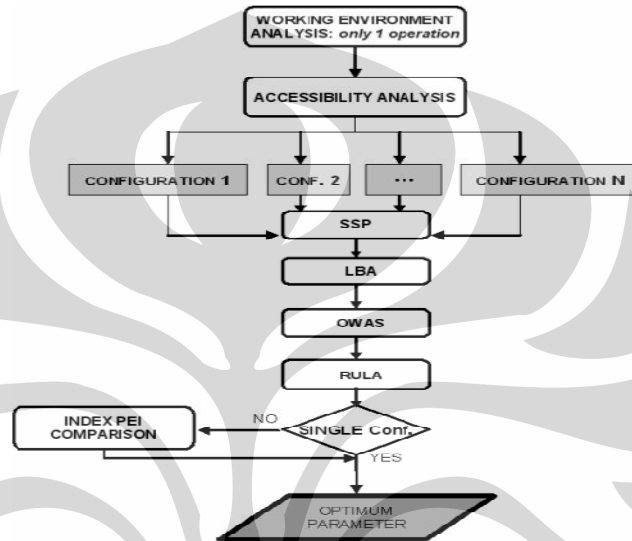 WORKING ENVIRONMENT
ANALYSIS: only 1 operation
ACCESSIBILITY ANALYSIS
CONFIGURATION 1
CONF. 2
...
CONFIGURATION N
SSP
LBA
OWAS
RULA
SINGLE Conf.
NO
INDEX PEI
COMPARISON
YES
OPTIMUM
PARAMETER